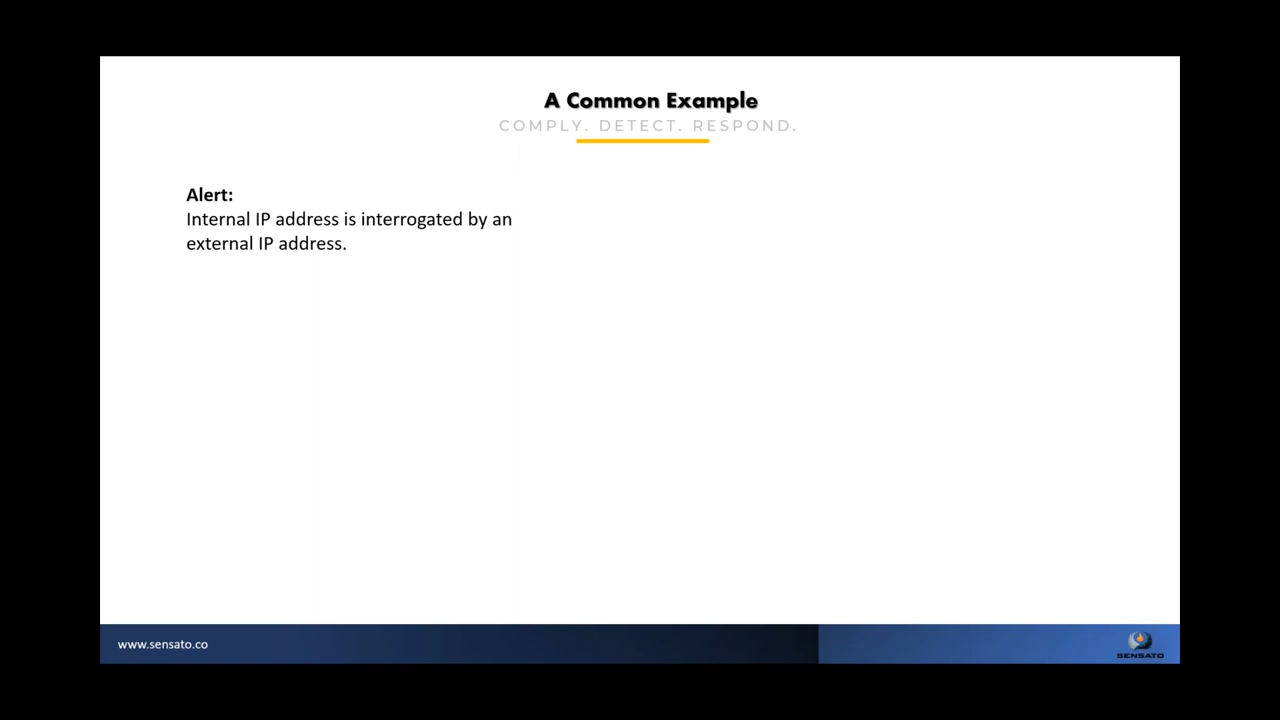 A Common Example
COMPLY. DETECT. RESPOND.
Alert:
Internal IP address is interrogated by an
external IP address.
www.sensato.co
SENSATO